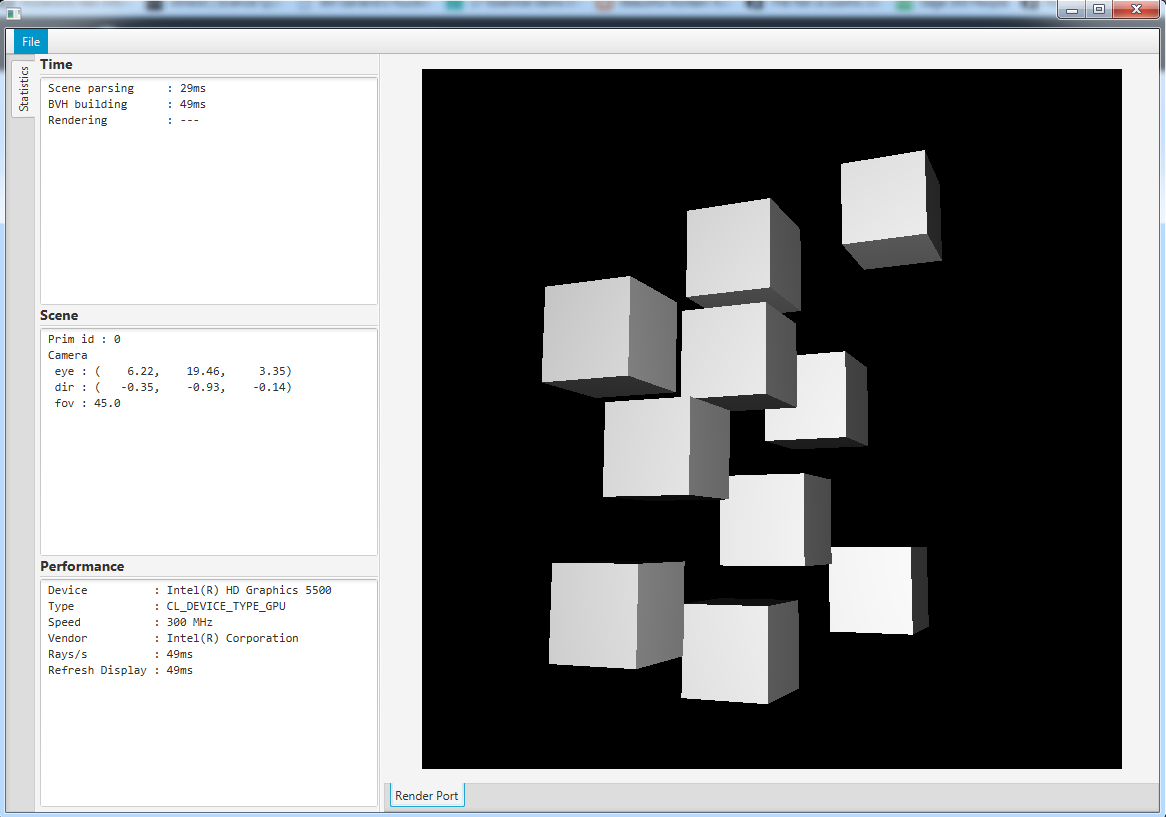 File
Statistics
Time
Scene parsing : 29ms
BVH building : 49ms
Rendering : ---
Scene
Prim id : 0
Camera
eye : ( 6.22, 19.46, 3.35)
dir : ( -0.35, -0.93, -0.14)
fov : 45.0
Performance
Device : Intel(R) HD Graphics 5500
Type : CL_DEVICE_TYPE_GPU
Speed : 300 MHz
Vendor : Intel(R) Corporation
Rays/s : 49ms
Refresh Display : 49ms
Render Port